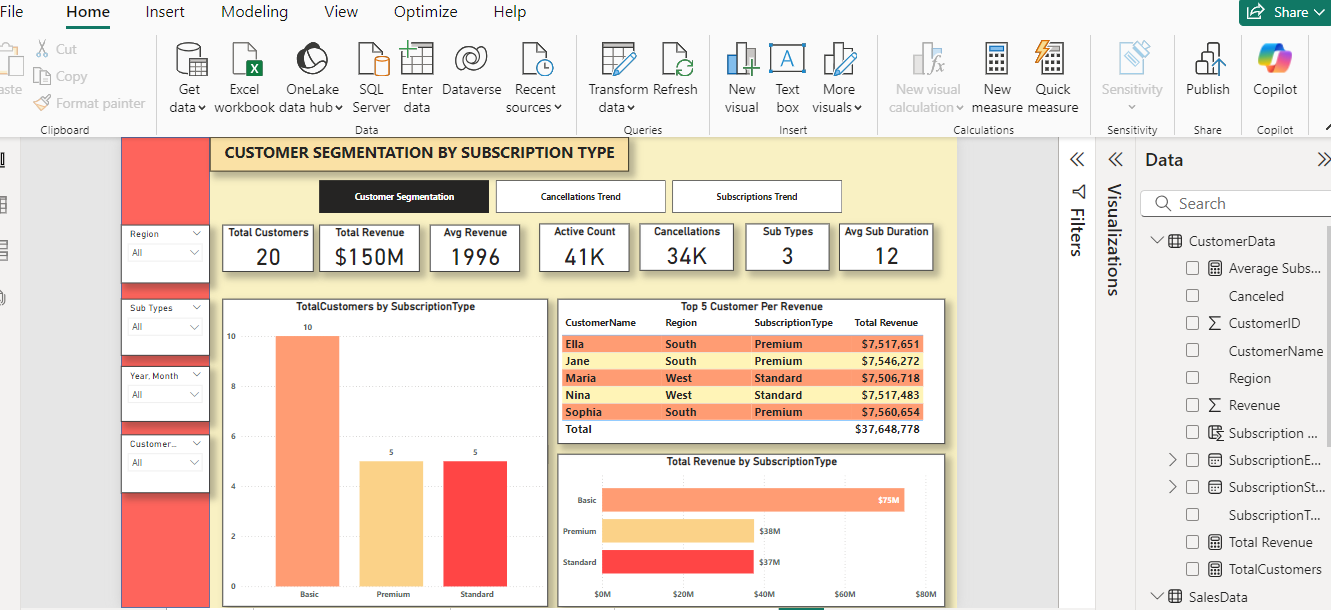 File Home Insert Modeling View Optimize Help Share
Cut
Copy
Format painter
Clipboard
Get data
Excel workbook
OneLake data hub
SQL Server
Enter data
Dataverse
Recent sources
Data
Transform data
Refresh
Queries
New visual
Text box
More visuals
Insert
New visual calculation
New measure
Quick measure
Calculations
Sensitivity
Sensitivity
Publish
Share
Copilot
Copilot
CUSTOMER SEGMENTATION BY SUBSCRIPTION TYPE
Customer Segmentation
Cancellations Trend
Subscriptions Trend
Region
All
Sub Types
All
Year, Month
All
Customer...
All
Total Customers
20
Total Revenue
$150M
Avg Revenue
1996
Active Count
41K
Cancellations
34K
Sub Types
3
Avg Sub Duration
12
TotalCustomers by SubscriptionType
10
8
6
4
2
0
10
5
5
Basic
Premium
Standard
Top 5 Customer Per Revenue
CustomerName Region SubscriptionType Total Revenue
Ella South Premium $7,517,651
Jane South Premium $7,546,272
Maria West Standard $7,506,718
Nina West Standard $7,517,483
Sophia South Premium $7,560,654
Total $37,648,778
Total Revenue by SubscriptionType
Basic $75M
Premium $38M
Standard $37M
$0M $20M $40M $60M $80M
Filters
Visualizations
Data
Search
CustomerData
Average Subs...
Canceled
CustomerID
CustomerName
Region
Revenue
Subscription ...
SubscriptionE...
SubscriptionSt...
SubscriptionT...
Total Revenue
TotalCustomers
SalesData